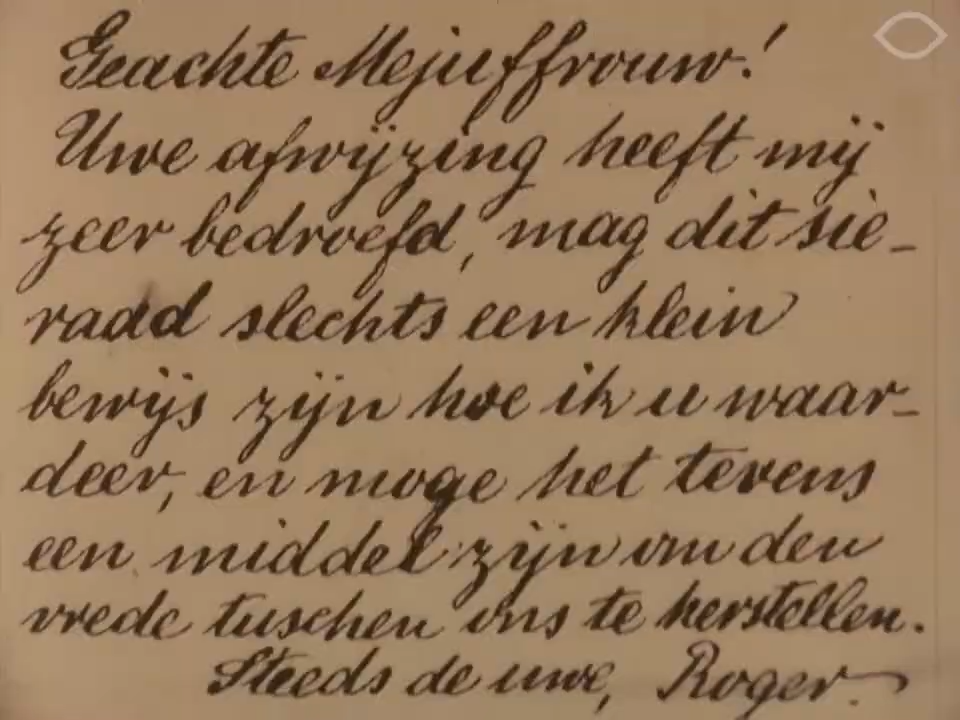 Geachte Mejuffrouw!
Uwe afwijzing heeft mij
zeer bedroefd, mag dit sie-
raad slechts een klein
bewijs zijn hoe ik u waar-
deer, en moge het tevens
een middel zijn om den
vrede tuschen ons te herstellen.
Steeds de uwe, Roger.